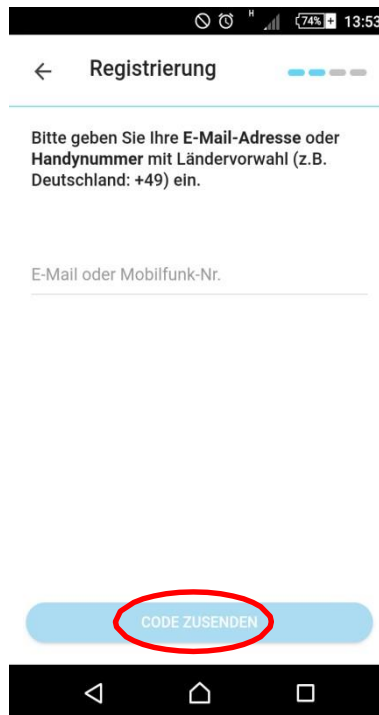 H 74% 13:53
Registrierung
Bitte geben Sie Ihre E-Mail-Adresse oder
Handynummer mit Ländervorwahl (z.B.
Deutschland: +49) ein.
E-Mail oder Mobilfunk-Nr.
CODE ZUSENDEN